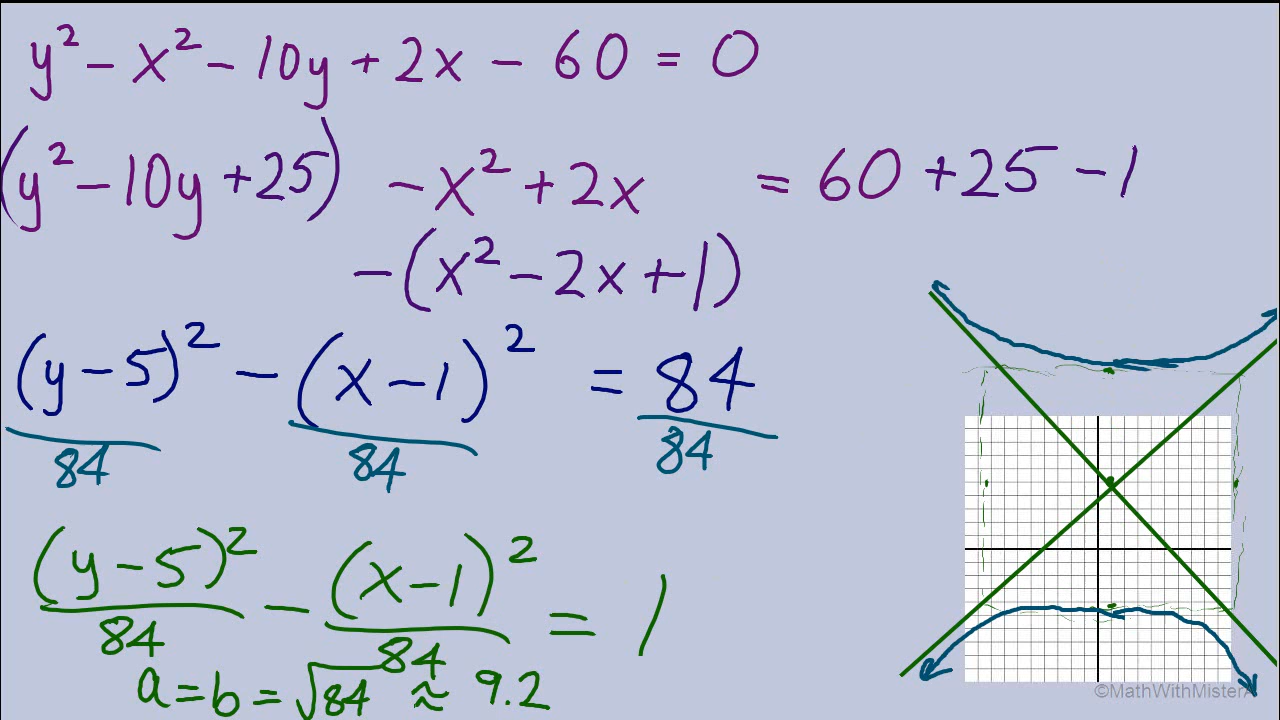 y² - x² - 10y + 2x - 60 = 0
(y² - 10y + 25) - x² + 2x = 60 + 25 - 1
- (x² - 2x + 1)
(y - 5)² - (x - 1)² = 84
84 84 84
(y - 5)² - (x - 1)² = 1
84 84
a = b = √84 ≈ 9.2
©MathWithMisterA